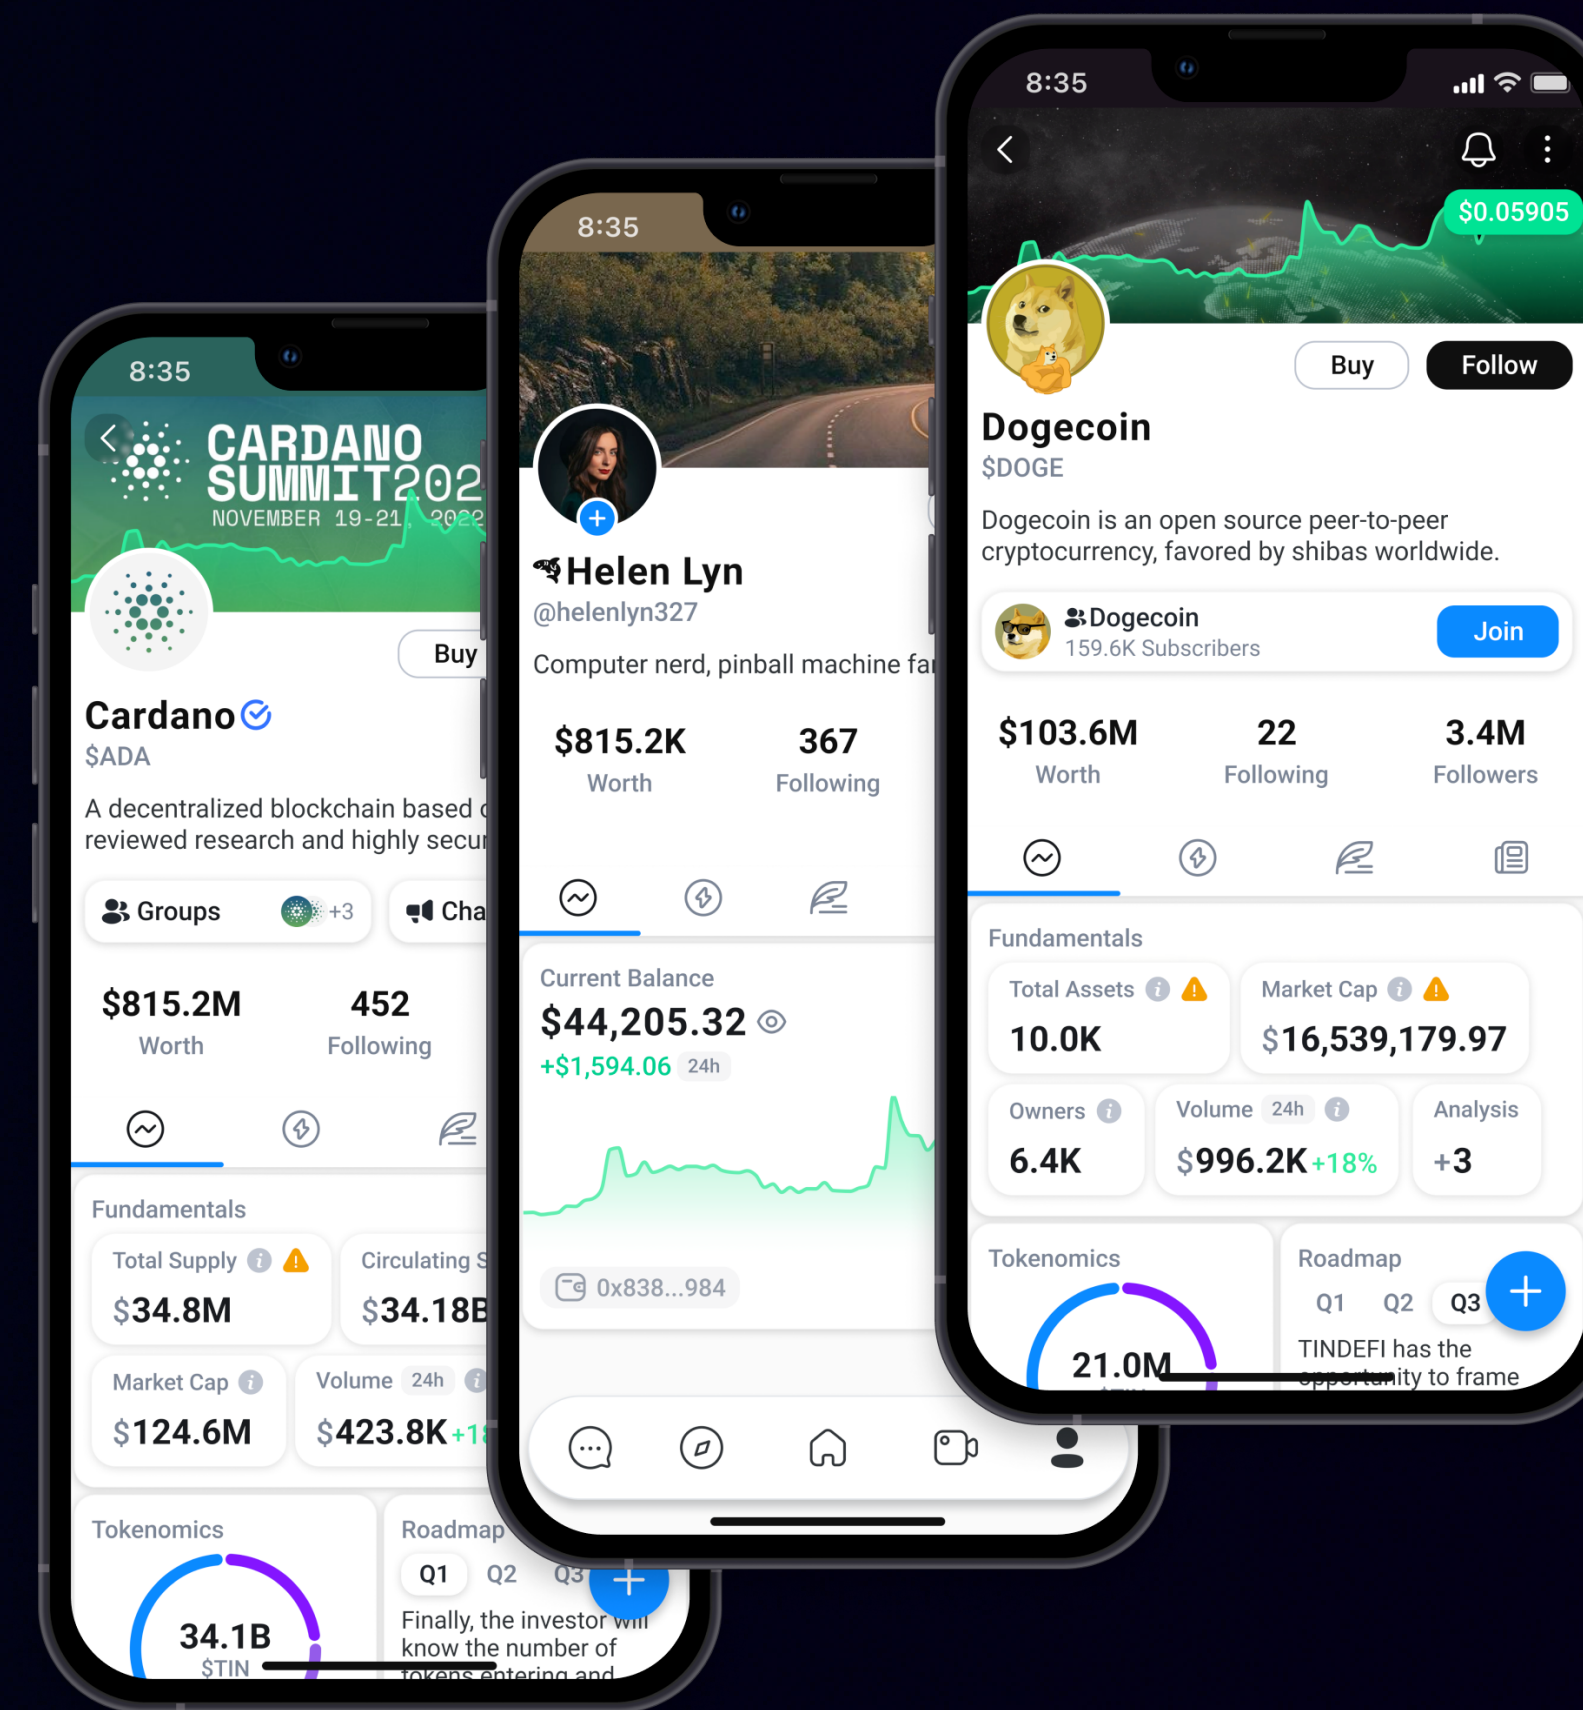 8:35
CARDANO
SUMMIT202
NOVEMBER 19-21, 2022
Buy
Cardano
$ADA
A decentralized blockchain based
reviewed research and highly
Groups
+3
$815.2M
452
Worth
Following
Fundamentals
Total Supply
Circulating
$34.8M
$34.18B
Market Cap
Volume 24h
$124.6M
$423.8K
Tokenomics
Roadmap
Q1 Q2 Q3
34.1B
$TIN
Finally, the investor will
know the number of
tokens entering and
8:35
Helen Lyn
@helenlyn327
Computer nerd, pinball machine
$815.2K
367
Worth
Following
Current Balance
$44,205.32
+$1,594.06 24h
0x838...984
8:35
$0.05905
Buy
Follow
Dogecoin
$DOGE
Dogecoin is an open source peer-to-peer
cryptocurrency, favored by shibas worldwide.
Dogecoin
159.6K Subscribers
Join
$103.6M
22
3.4M
Worth
Following
Followers
Fundamentals
Total Assets
Market Cap
10.0K
$16,539,179.97
Owners
Volume 24h
Analysis
6.4K
$996.2K +18%
+3
Tokenomics
Roadmap
Q1 Q2 Q3
21.0M
TINDEFI has the
opportunity to frame